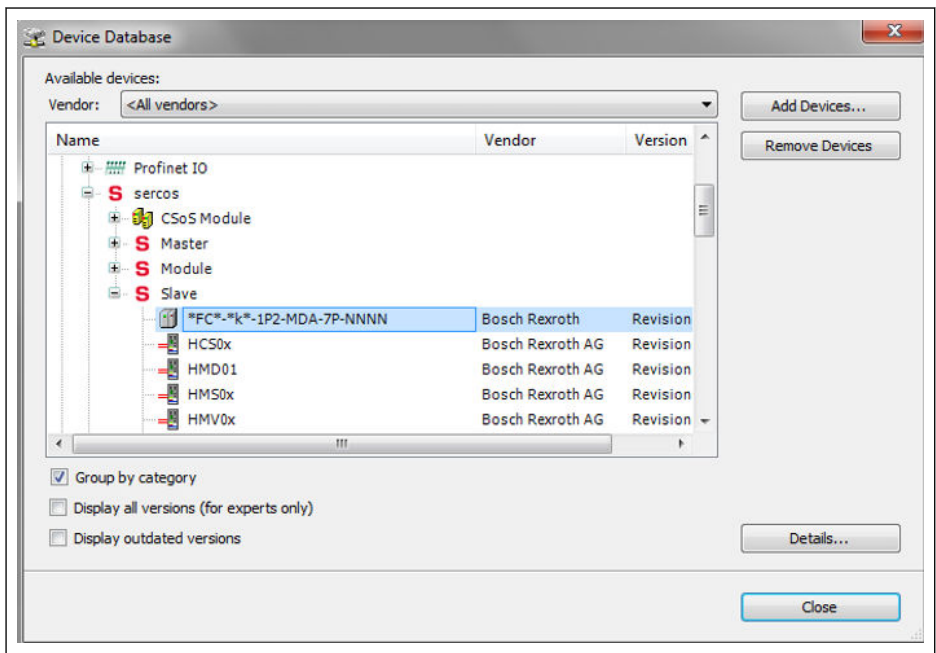 Device Database
Available devices:
Vendor: <All vendors>
Add Devices...
Name Vendor Version
Remove Devices
Profinet IO
S sercos
CSoS Module
S Master
S Module
S Slave
*FC*-*k*-1P2-MDA-7P-NNNN Bosch Rexroth Revision
HCS0x Bosch Rexroth AG Revision
HMD01 Bosch Rexroth AG Revision
HMS0x Bosch Rexroth AG Revision
HMV0x Bosch Rexroth AG Revision
Group by category
Display all versions (for experts only)
Display outdated versions
Details...
Close